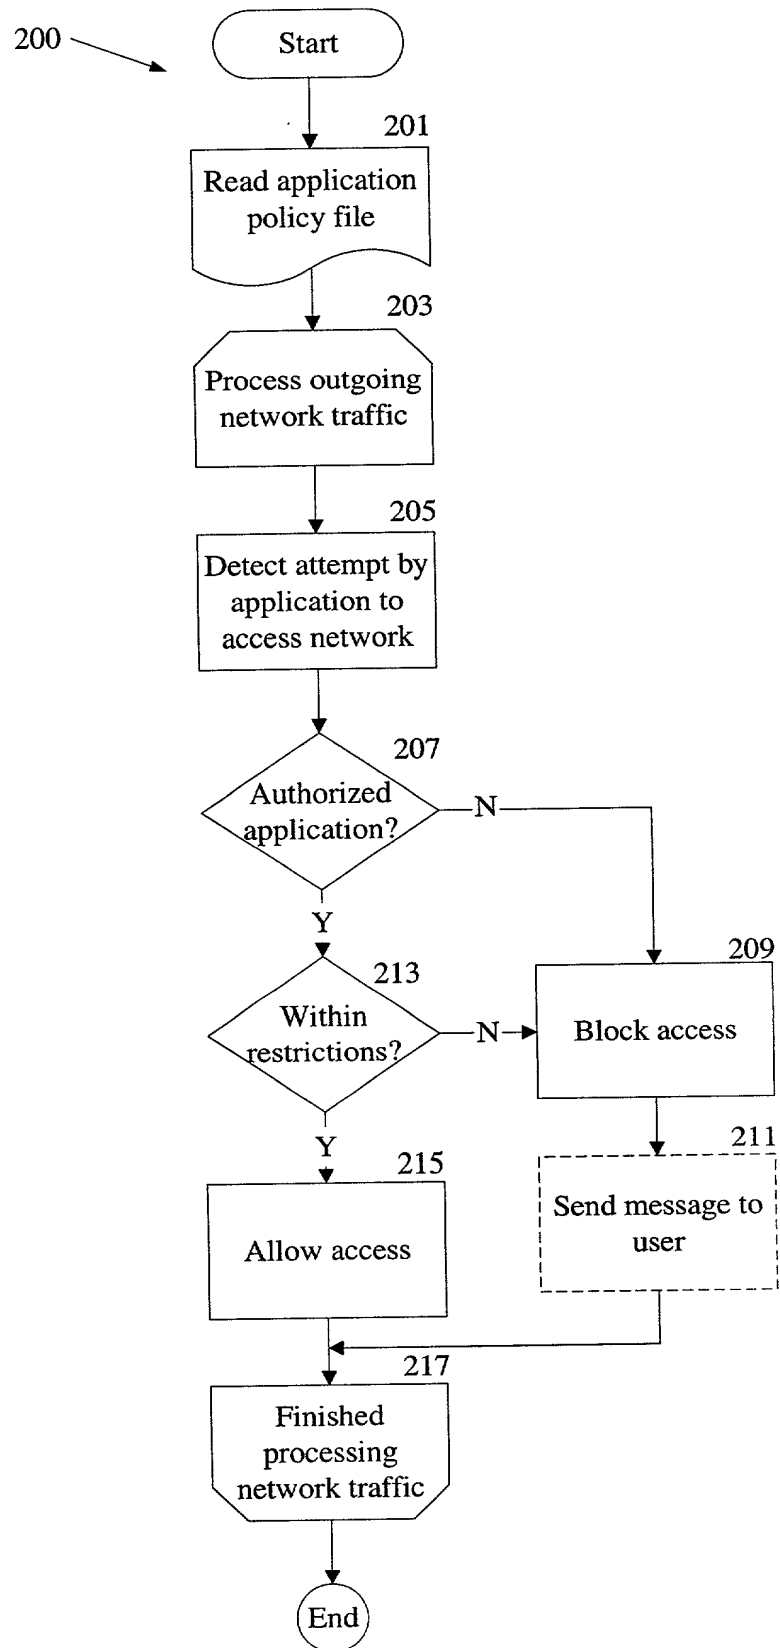 200
Start
201
Read application
policy file
203
Process outgoing
network traffic
205
Detect attempt by
application to
access network
207
Authorized
application?
N
Y
213
Within
restrictions?
N
209
Block access
Y
215
Allow access
211
Send message to
user
217
Finished
processing
network traffic
End